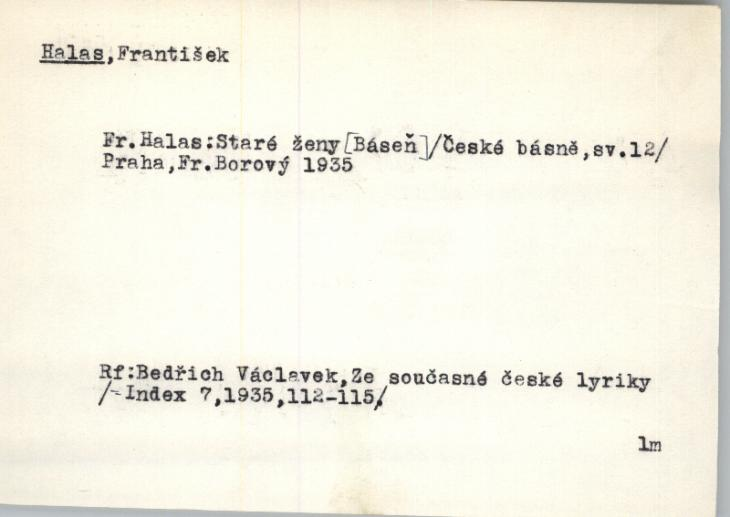 Halas,František
Fr.Halas:Staré ženy[Báseň]/České básně,sv.12/
Praha,Fr.Borový 1935
Rf:Bedřich Václavek,Ze současné české lyriky
/-Index 7,1935,112-115/
lm